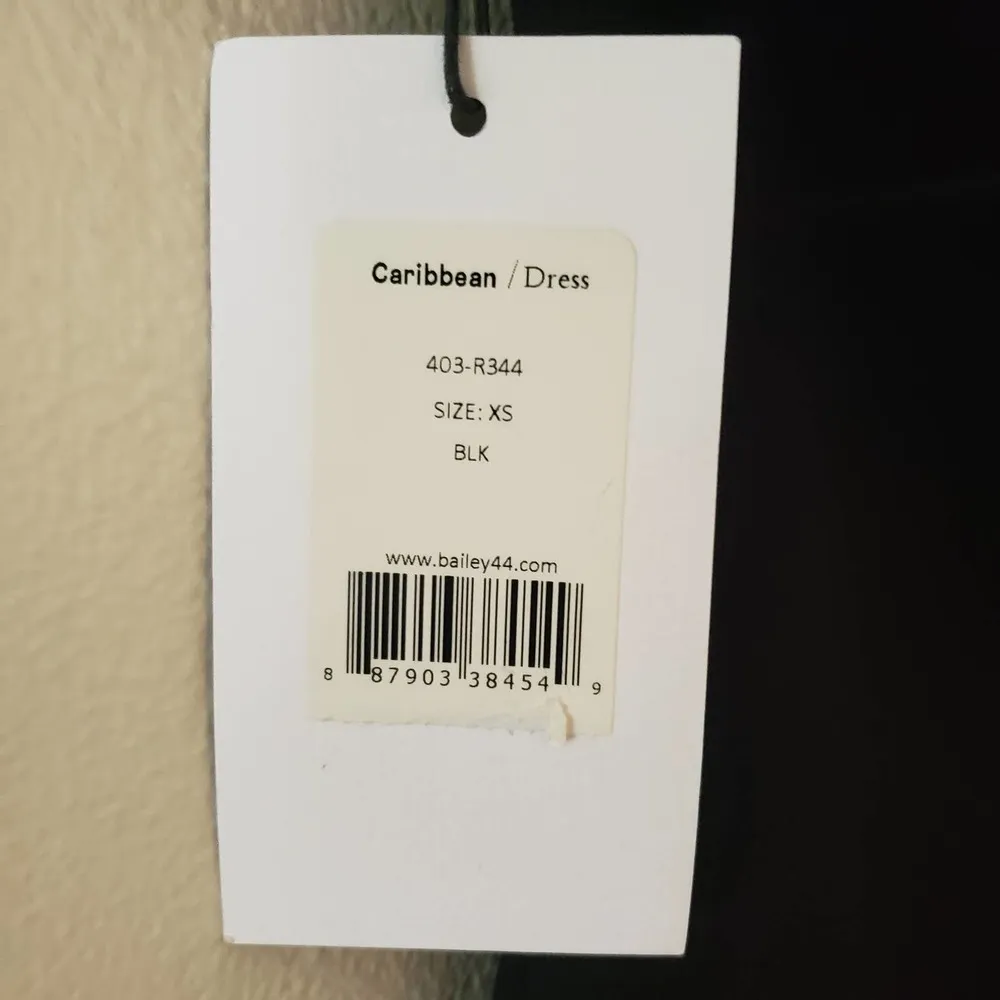 Caribbean / Dress
403-R344
SIZE: XS
BLK
www.bailey44.com
8 87903 38454 9